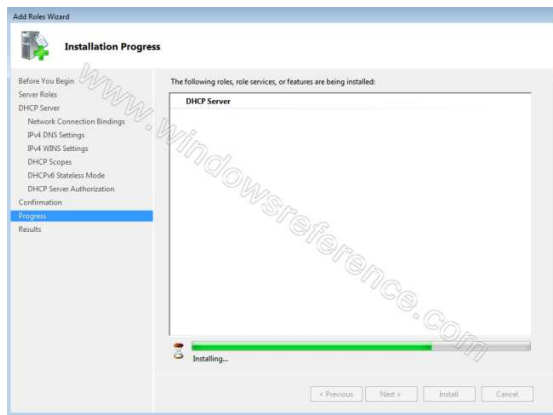 Add Roles Wizard
Installation Progress
Before You Begin
Server Roles
DHCP Server
Network Connection Bindings
IPv4 DNS Settings
IPv4 WINS Settings
DHCP Scopes
DHCPv6 Stateless Mode
DHCP Server Authorization
Confirmation
Progress
Results
The following roles, role services, or features are being installed:
DHCP Server
www.windowsreference.com
Installing...
< Previous
Next >
Install
Cancel